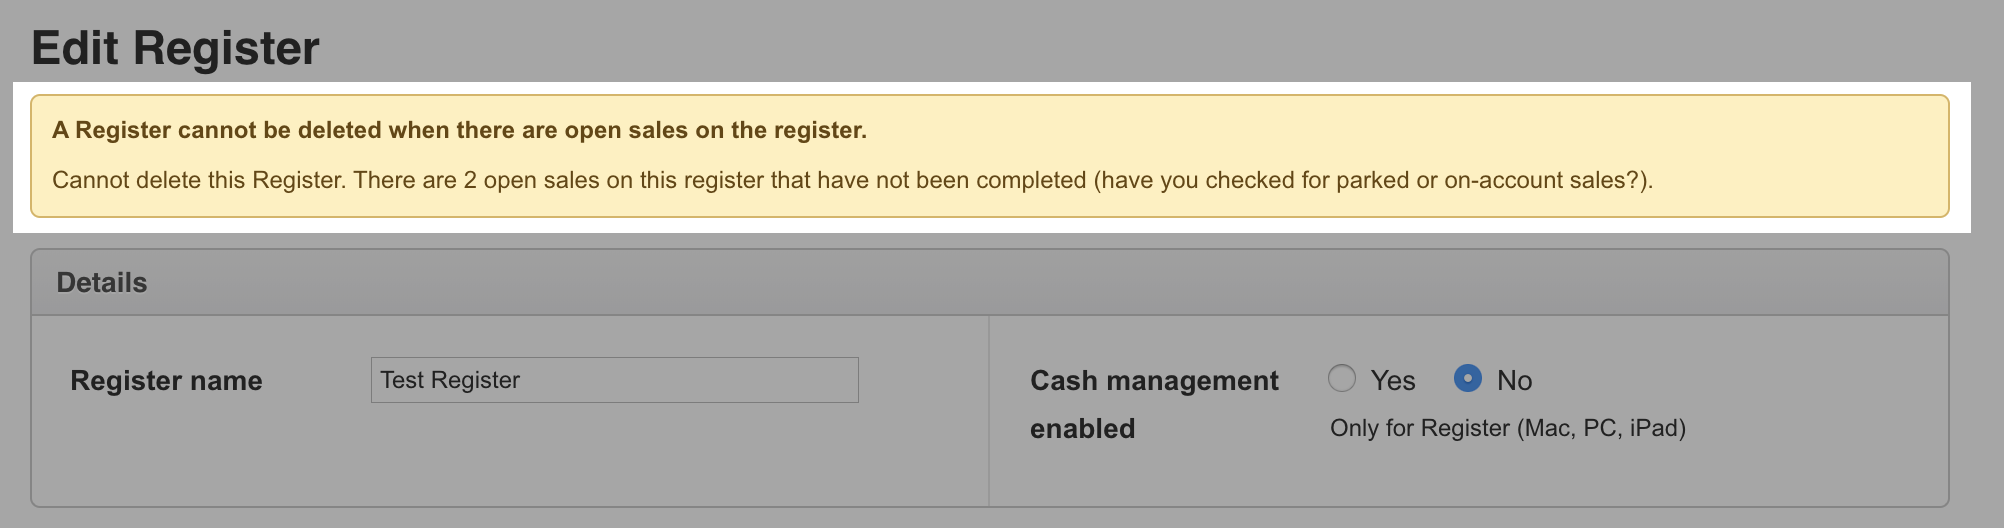 Edit Register
A Register cannot be deleted when there are open sales on the register.
Cannot delete this Register. There are 2 open sales on this register that have not been completed (have you checked for parked or on-account sales?).
Details
Register name
Test Register
Cash management
enabled
Yes
No
Only for Register (Mac, PC, iPad)